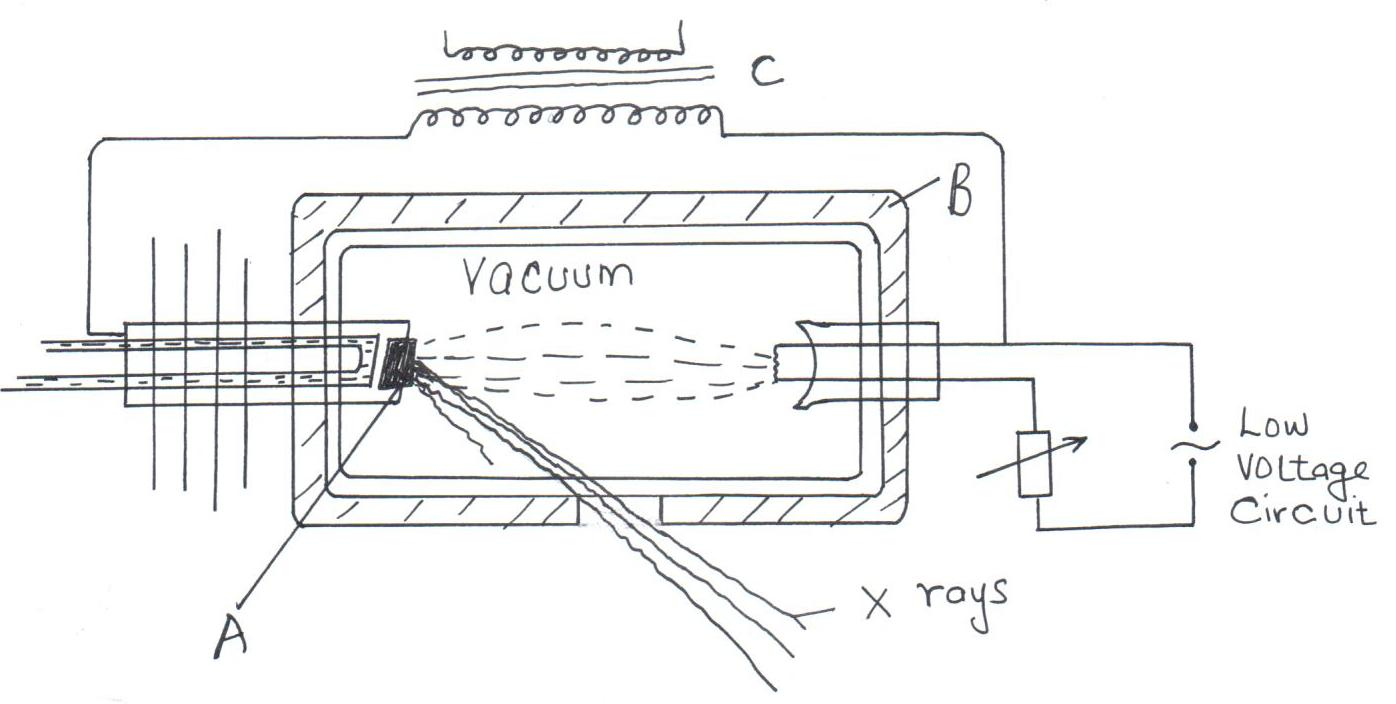 C
B
Vacuum
Low
Voltage
Circuit
X rays
A